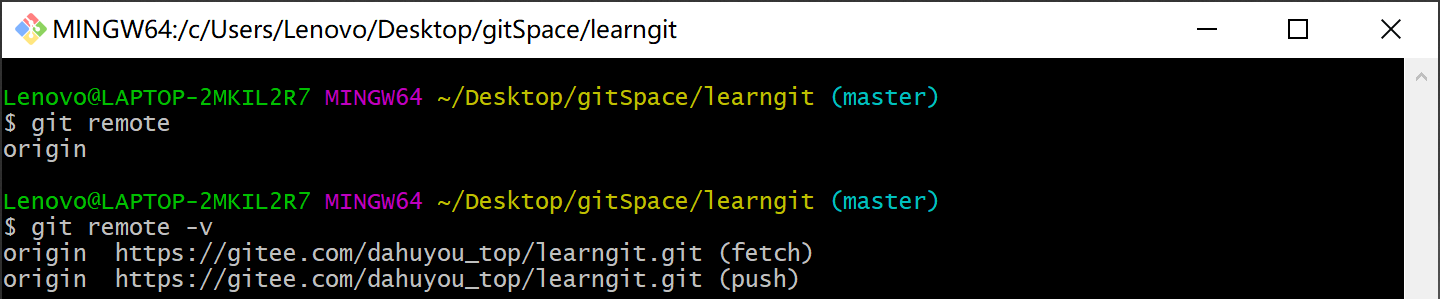 MINGW64:/c/Users/Lenovo/Desktop/gitSpace/learngit
Lenovo@LAPTOP-2MKIL2R7 MINGW64 ~/Desktop/gitSpace/learngit (master)
$ git remote
origin
Lenovo@LAPTOP-2MKIL2R7 MINGW64 ~/Desktop/gitSpace/learngit (master)
$ git remote -v
origin  https://gitee.com/dahuyou_top/learngit.git (fetch)
origin  https://gitee.com/dahuyou_top/learngit.git (push)